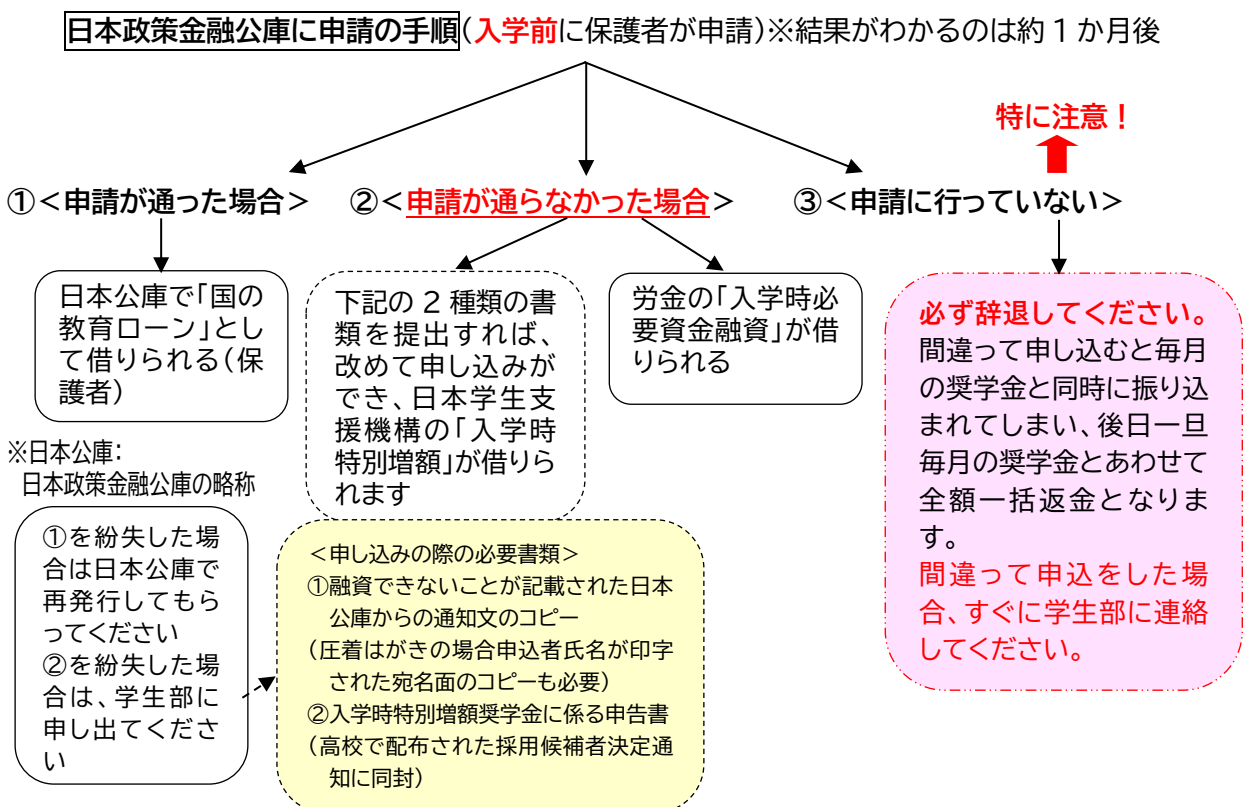 日本政策金融公庫に申請の手順(入学前に保護者が申請)※結果がわかるのは約1か月後
特に注意!
①<申請が通った場合>
②<申請が通らなかった場合>
③<申請に行っていない>
日本公庫で「国の
教育ローン」とし
て借りられる(保
護者)
下記の2種類の書
類を提出すれば、
改めて申し込みが
でき、日本学生支
援機構の「入学時
特別増額」が借りら
れます
労金の「入学時必
要資金融資」が借
りられる
必ず辞退してください。
間違って申し込むと毎月
の奨学金と同時に振り込
まれてしまい、後日一旦
毎月の奨学金とあわせて
全額一括返金となりま
す。
間違って申込をした場
合、すぐに学生部に連絡
してください。
※日本公庫:
日本政策金融公庫の略称
①を紛失した場
合は日本公庫で
再発行してもら
ってください
②を紛失した場
合は、学生部に
申し出てくださ
い
<申し込みの際の必要書類>
①融資できないことが記載された日本
公庫からの通知文のコピー
(圧着はがきの場合申込者氏名が印字
された宛名面のコピーも必要)
②入学時特別増額奨学金に係る申告書
(高校で配布された採用候補者決定通
知に同封)